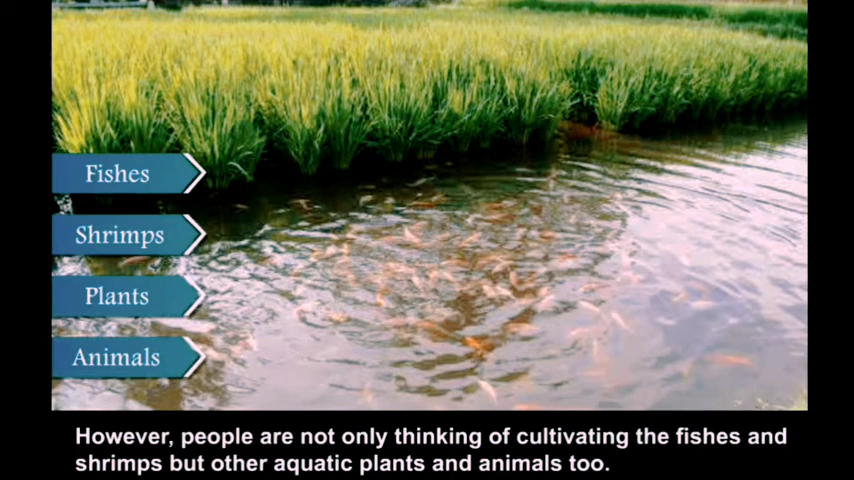 Fishes
Shrimps
Plants
Animals
However, people are not only thinking of cultivating the fishes and
shrimps but other aquatic plants and animals too.